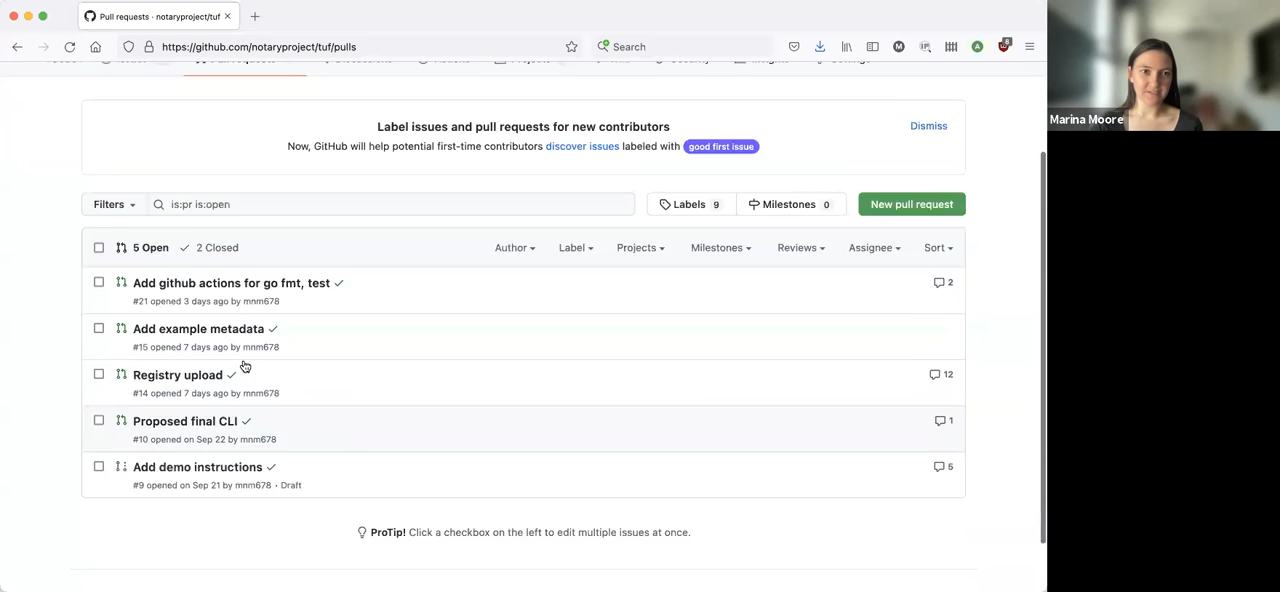 Pull requests · notaryproject/tuf
https://github.com/notaryproject/tuf/pulls
Search
Marina Moore
Label issues and pull requests for new contributors
Dismiss
Now, GitHub will help potential first-time contributors discover issues labeled with good first issue
Filters
is:pr is:open
Labels 9
Milestones 0
New pull request
5 Open
2 Closed
Author
Label
Projects
Milestones
Reviews
Assignee
Sort
Add github actions for go fmt, test
2
#21 opened 3 days ago by mnm678
Add example metadata
#15 opened 7 days ago by mnm678
Registry upload
12
#14 opened 7 days ago by mnm678
Proposed final CLI
1
#10 opened on Sep 22 by mnm678
Add demo instructions
5
#9 opened on Sep 21 by mnm678 · Draft
ProTip! Click a checkbox on the left to edit multiple issues at once.